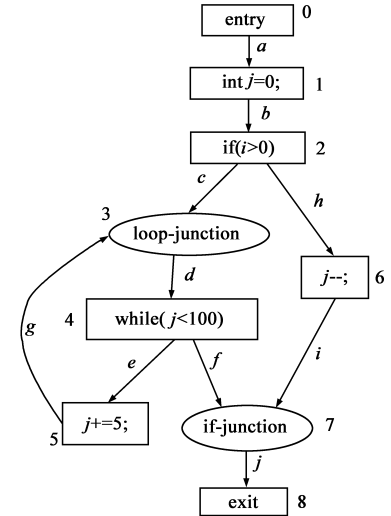 entry 0
a
int j=0; 1
b
if(i>0) 2
c h
3
loop-junction
d
j--; 6
4 while( j<100)
g e f i
j+=5;
5
if-junction 7
j
exit 8